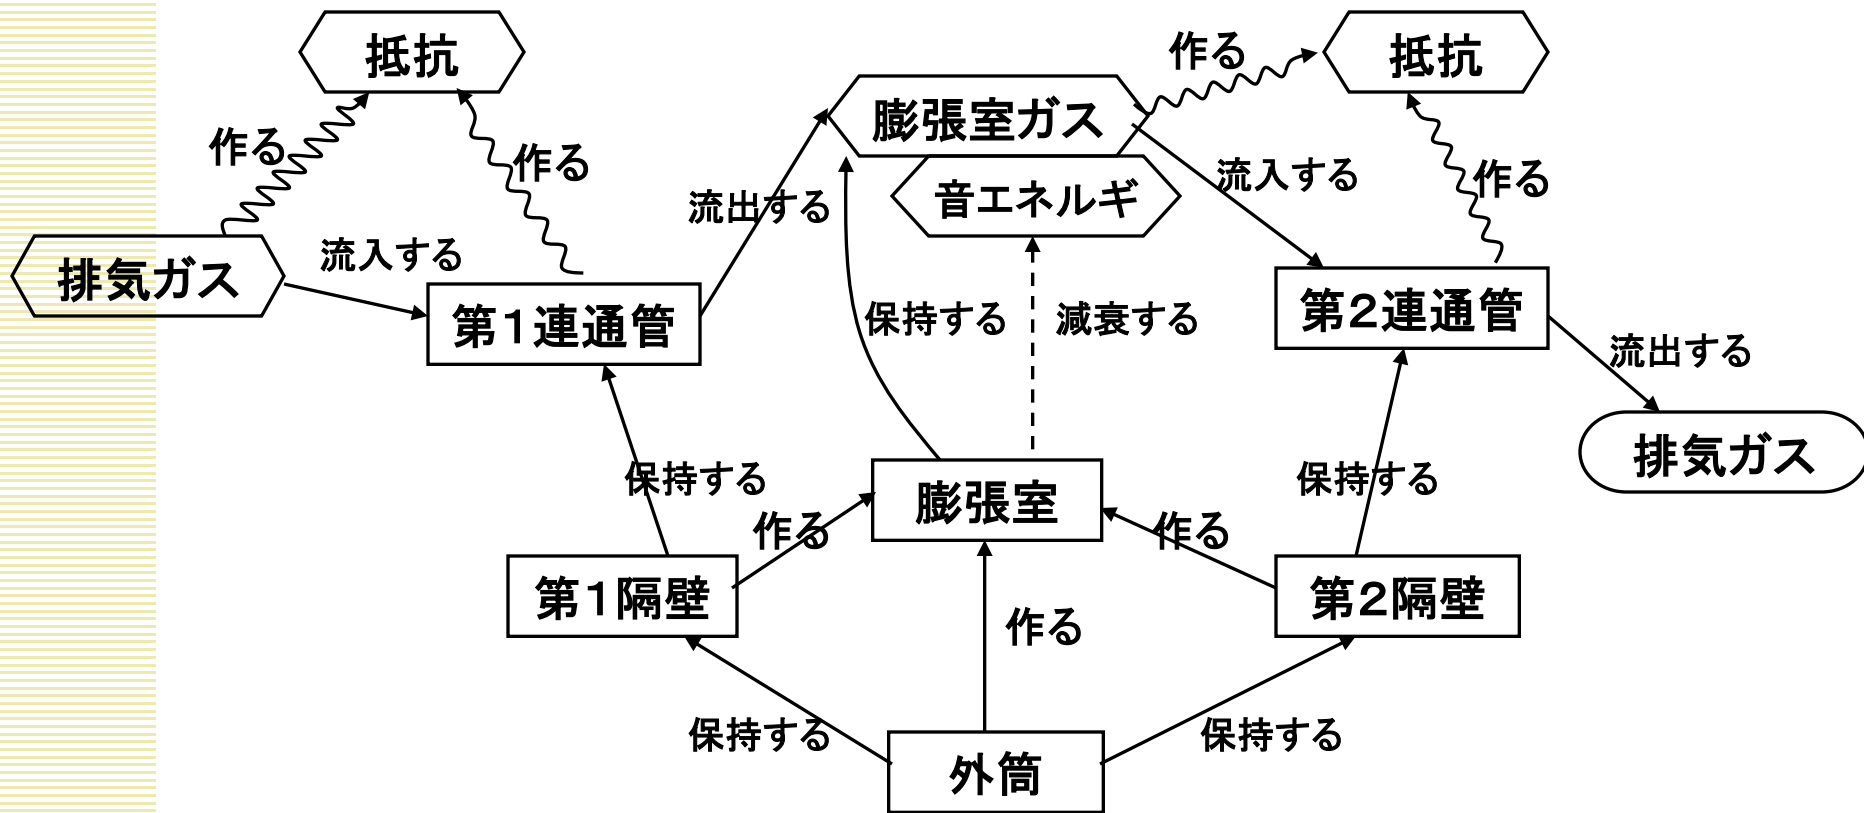 抵抗
作る
抵抗
膨張室ガス
作る
作る
流入する
作る
流出する
音エネルギ
排気ガス
流入する
第1連通管
保持する
減衰する
第2連通管
流出する
排気ガス
保持する
膨張室
保持する
作る
作る
第1隔壁
作る
第2隔壁
保持する
外筒
保持する